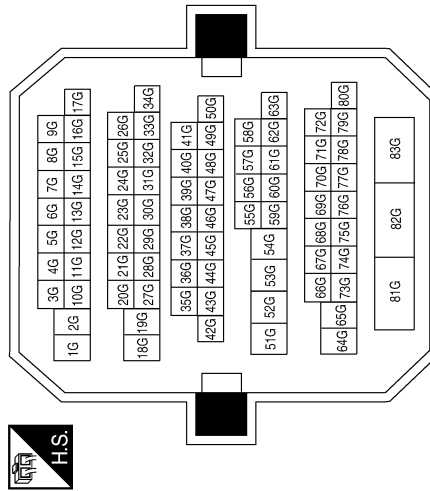 H.S.
3G 4G 5G 6G 7G 8G 9G
1G 2G 10G 11G 12G 13G 14G 15G 16G 17G
20G 21G 22G 23G 24G 25G 26G
18G 19G 27G 28G 29G 30G 31G 32G 33G 34G
35G 36G 37G 38G 39G 40G 41G
42G 43G 44G 45G 46G 47G 48G 49G 50G
55G 56G 57G 58G
51G 52G 53G 54G 59G 60G 61G 62G 63G
66G 67G 68G 69G 70G 71G 72G
64G 65G 73G 74G 75G 76G 77G 78G 79G 80G
81G 82G 83G